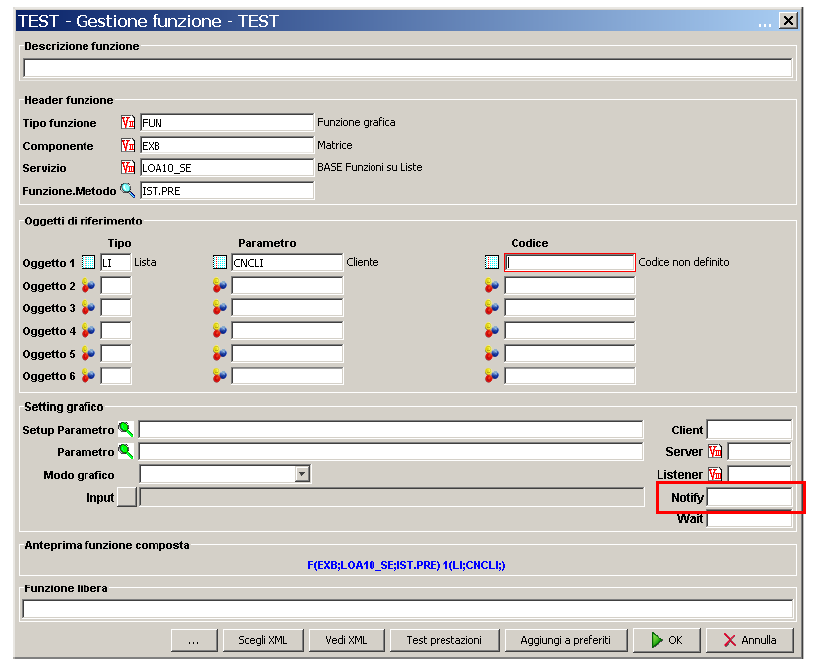 TEST - Gestione funzione - TEST ...
Descrizione funzione
Header funzione
Tipo funzione FUN Funzione grafica
Componente EXB Matrice
Servizio LOA10_SE BASE Funzioni su Liste
Funzione.Metodo IST.PRE
Oggetti di riferimento
Tipo Parametro Codice
Oggetto 1 LI Lista CNCLI Cliente Codice non definito
Oggetto 2
Oggetto 3
Oggetto 4
Oggetto 5
Oggetto 6
Setting grafico
Setup Parametro Client
Parametro Server
Modo grafico Listener
Input Notify
Wait
Anteprima funzione composta
F(EXB;LOA10_SE;IST.PRE) 1(LI;CNCLI;)
Funzione libera
... Scegli XML Vedi XML Test prestazioni Aggiungi a preferiti OK Annulla